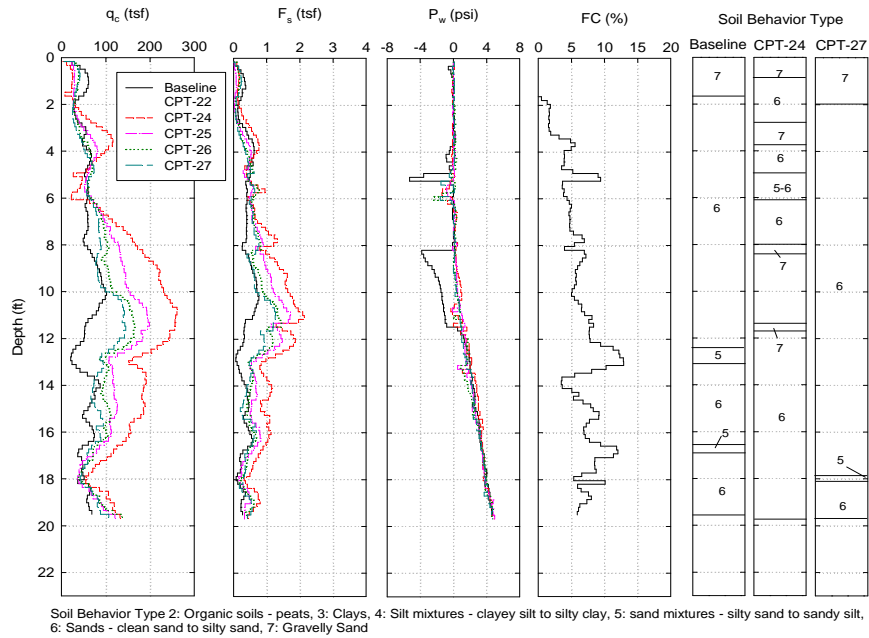 q_c (tsf) F_s (tsf) P_w (psi) FC (%) Soil Behavior Type
Baseline CPT-24 CPT-27
0 100 200 300 0 1 2 3 4 -8 -4 0 4 8 0 5 10 15 20
0
2
4
6
8
10
12
14
16
18
20
22
Depth (ft)
Baseline
CPT-22
CPT-24
CPT-25
CPT-26
CPT-27
7
6
5
6
5
6
7
6
7
6
5-6
6
7
7
6
7
6
5
6
Soil Behavior Type 2: Organic soils - peats, 3: Clays, 4: Silt mixtures - clayey silt to silty clay, 5: sand mixtures - silty sand to sandy silt,
6: Sands - clean sand to silty sand, 7: Gravelly Sand